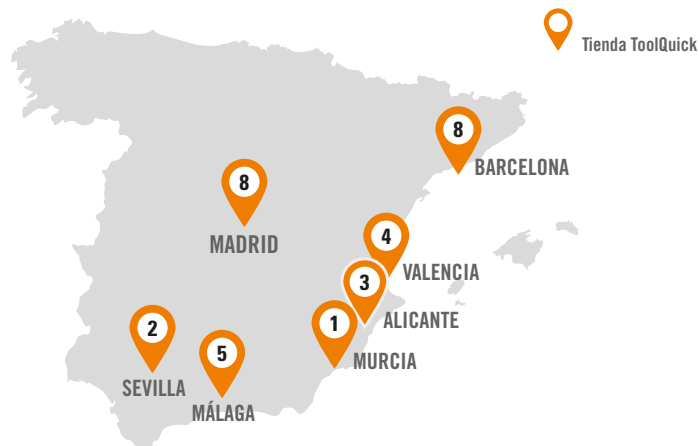 Tienda ToolQuick
8
BARCELONA
8
MADRID
4
VALENCIA
3
ALICANTE
1
MURCIA
2
SEVILLA
5
MÁLAGA